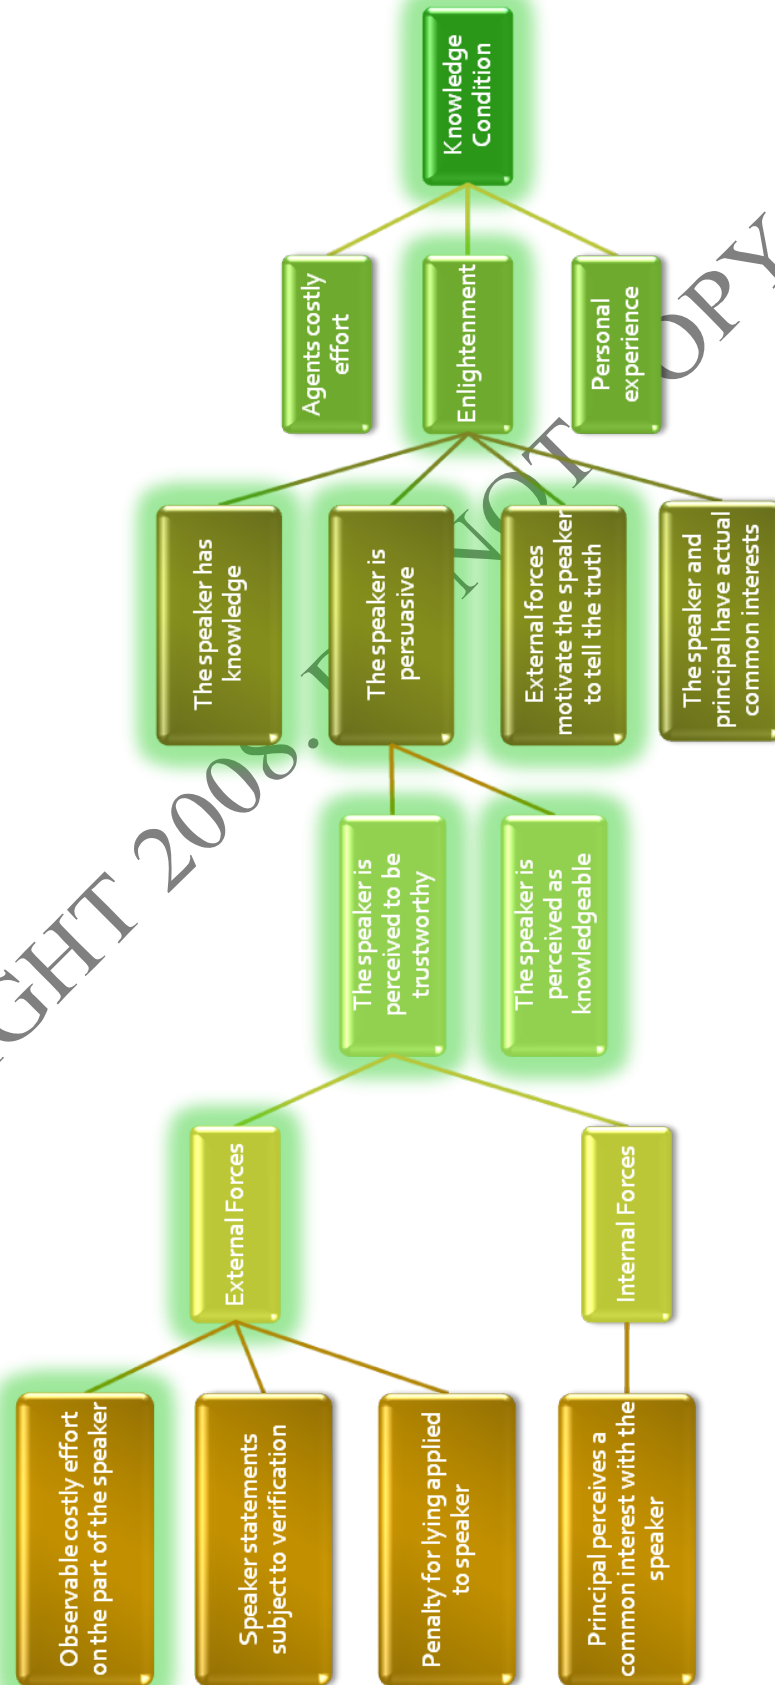 Knowledge
Condition
Agents costly
effort
Enlightenment
Personal
experience
The speaker has
knowledge
The speaker is
persuasive
External forces
motivate the speaker
to tell the truth
The speaker and
principal have actual
common interests
The speaker is
perceived to be
trustworthy
The speaker is
perceived as
knowledgeable
External Forces
Internal Forces
Observable costly effort
on the part of the speaker
Speaker statements
subject to verification
Penalty for lying applied
to speaker
Principal perceives a
common interest with the
speaker
2008. NOT